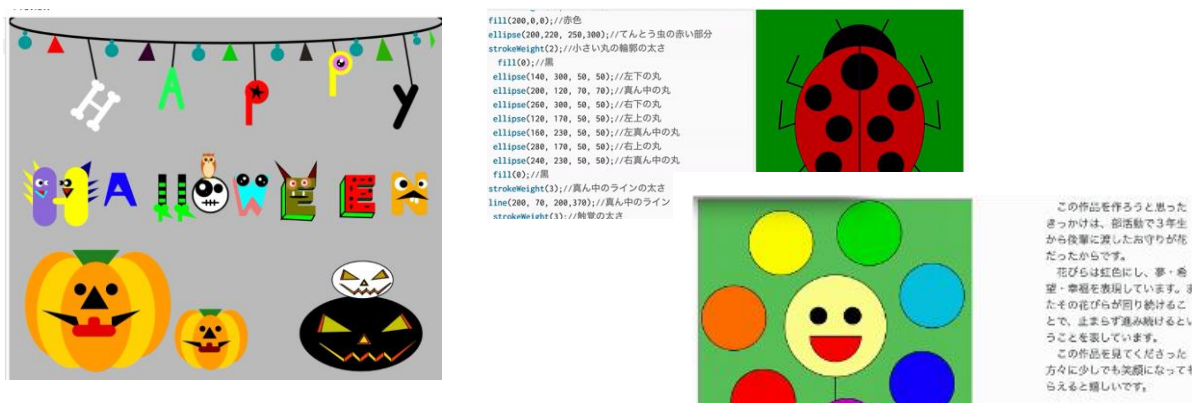 HAPPY
HALLOWEEN
fill(200,0,0);//赤色
ellipse(200,220, 250,300);//てんとう虫の赤い部分
strokeWeight(2);//小さい丸の輪郭の太さ
fill(0);//黒
ellipse(140, 300, 50, 50);//左下の丸
ellipse(200, 120, 70, 70);//真ん中の丸
ellipse(260, 300, 50, 50);//右下の丸
ellipse(120, 170, 50, 50);//左上の丸
ellipse(160, 230, 50, 50);//左真ん中の丸
ellipse(280, 170, 50, 50);//右上の丸
ellipse(240, 230, 50, 50);//右真ん中の丸
fill(0);//黒
strokeWeight(3);//真ん中のラインの太さ
line(200, 70, 200,370);//真ん中のライン
strokeWeight(3);//触覚の太さ
この作品を作ろうと思った
きっかけは、部活動で3年生
から後輩に渡したお守りが花
だったからです。
花びらは虹色にし、夢・希
望・幸福を表現しています。ま
たその花びらが回り続けるこ
とで、止まらず進み続けるとい
うことを表しています。
この作品を見てくださった
方々に少しでも笑顔になっても
らえると嬉しいです。